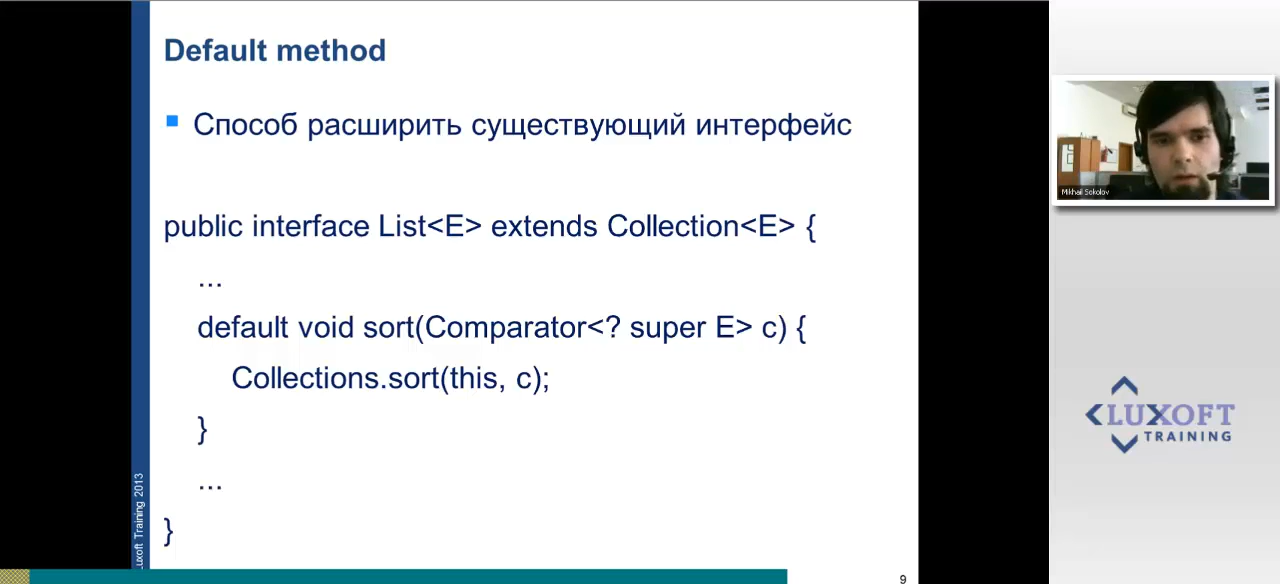 Default method
Способ расширить существующий интерфейс
public interface List<E> extends Collection<E> {
...
default void sort(Comparator<? super E> c) {
Collections.sort(this, c);
}
...
}
Luxoft Training 2013
9
Mikhail Sokolov
LUXOFT
TRAINING